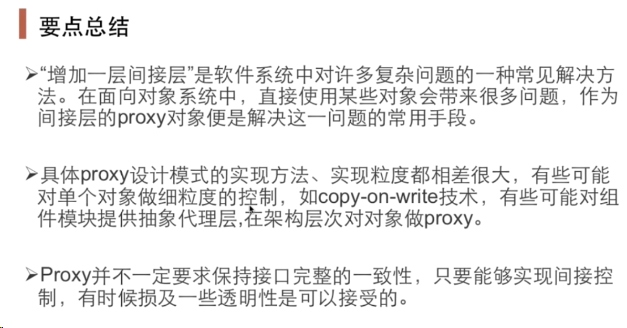 要点总结
➢“增加一层间接层”是软件系统中对许多复杂问题的一种常见解决方
法。在面向对象系统中，直接使用某些对象会带来很多问题，作为
间接层的proxy对象便是解决这一问题的常用手段。
➢具体proxy设计模式的实现方法、实现粒度都相差很大，有些可能
对单个对象做细粒度的控制，如copy-on-write技术，有些可能对组
件模块提供抽象代理层,在架构层次对对象做proxy。
➢Proxy并不一定要求保持接口完整的一致性，只要能够实现间接控
制，有时候损及一些透明性是可以接受的。